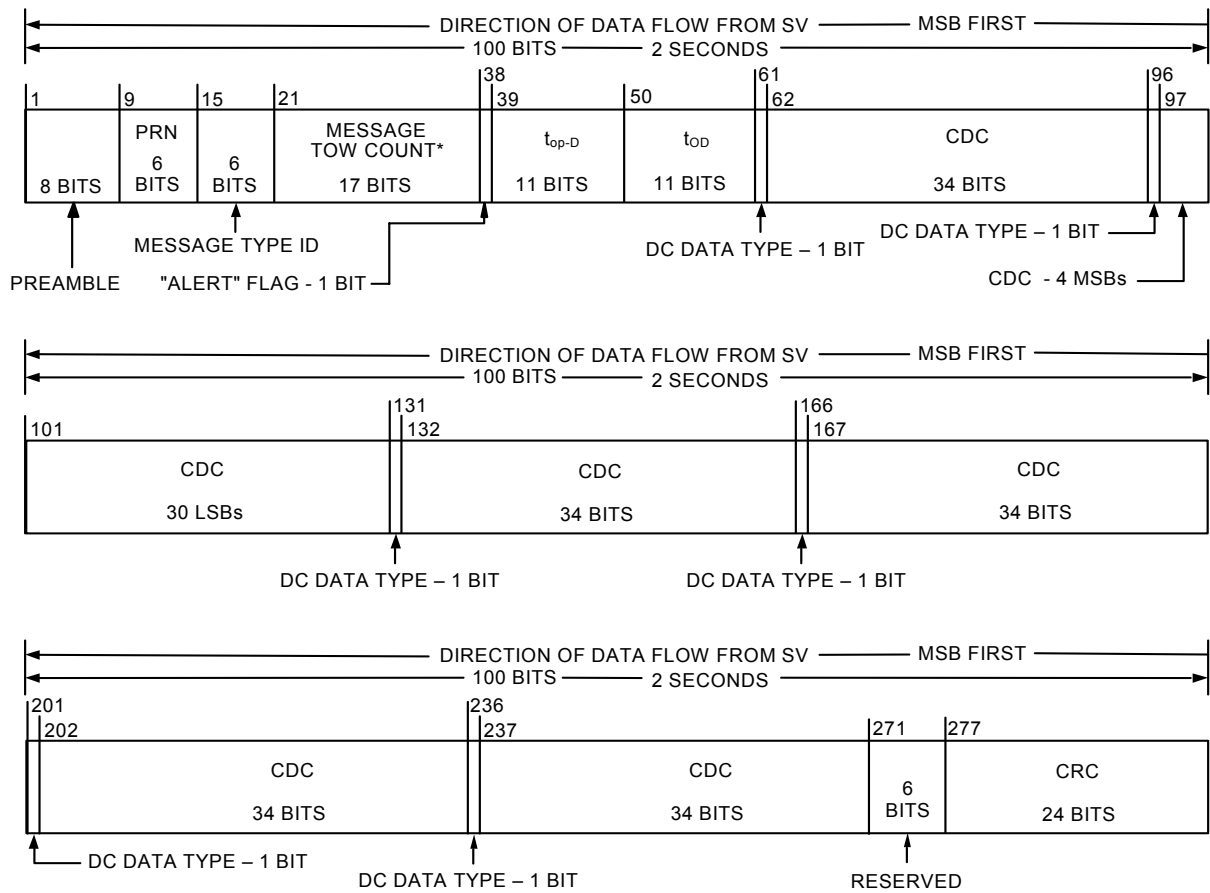 DIRECTION OF DATA FLOW FROM SV MSB FIRST
100 BITS 2 SECONDS
38 61 96
1 9 15 21 39 50 62 97
PRN MESSAGE t_op-D t_OD CDC
TOW COUNT*
6 6
8 BITS BITS BITS 17 BITS 11 BITS 11 BITS 34 BITS
MESSAGE TYPE ID DC DATA TYPE – 1 BIT DC DATA TYPE – 1 BIT
PREAMBLE "ALERT" FLAG - 1 BIT CDC - 4 MSBs
DIRECTION OF DATA FLOW FROM SV MSB FIRST
100 BITS 2 SECONDS
131 166
101 132 167
CDC CDC CDC
30 LSBs 34 BITS 34 BITS
DC DATA TYPE – 1 BIT DC DATA TYPE – 1 BIT
DIRECTION OF DATA FLOW FROM SV MSB FIRST
100 BITS 2 SECONDS
201 236
202 237 271 277
CDC CDC CRC
6
34 BITS 34 BITS BITS 24 BITS
DC DATA TYPE – 1 BIT
DC DATA TYPE – 1 BIT RESERVED